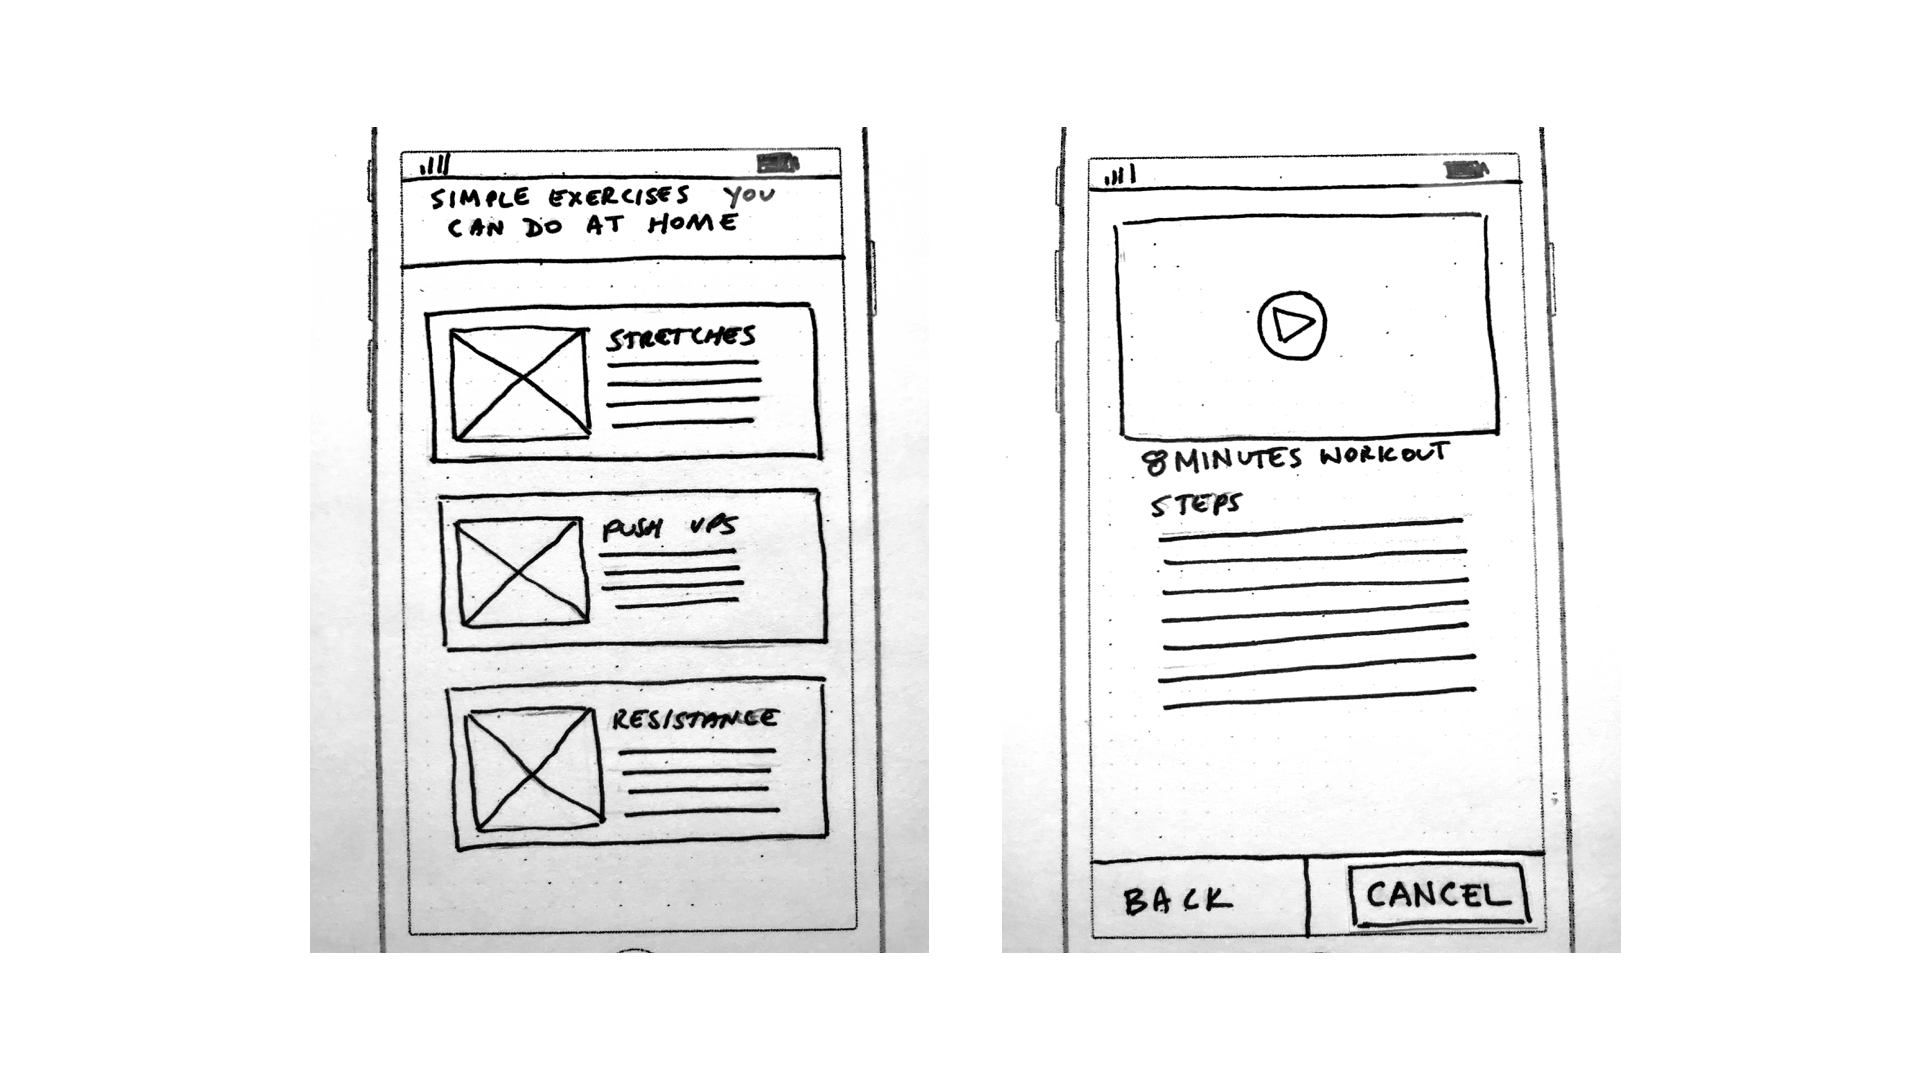 SIMPLE EXERCISES YOU
CAN DO AT HOME
STRETCHES
PUSH UPS
RESISTANCE
8 MINUTES WORKOUT
STEPS
BACK
CANCEL